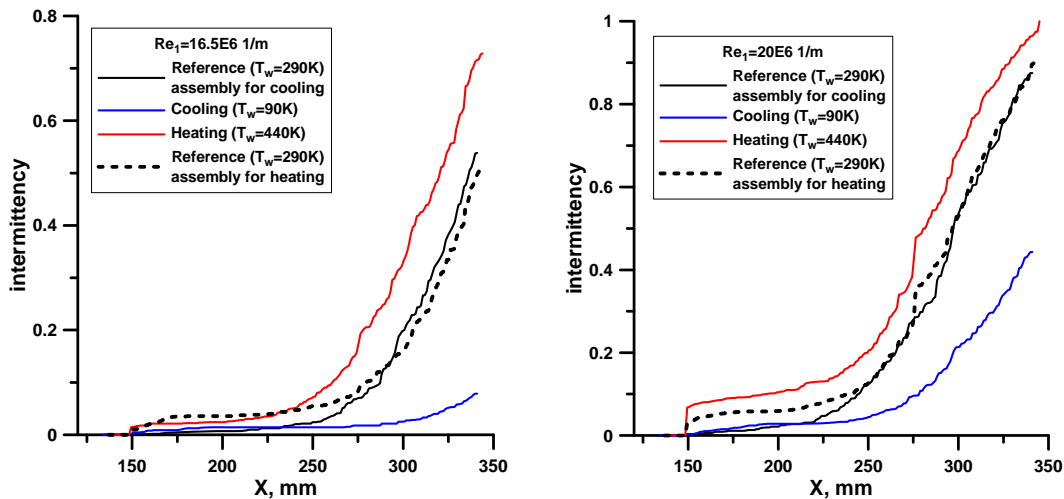 0.8
0.6
0.4
0.2
0
intermittency
150
200
250
300
350
X, mm
Re1=16.5E6 1/m
Reference (Tw=290K)
assembly for cooling
Cooling (Tw=90K)
Heating (Tw=440K)
Reference (Tw=290K)
assembly for heating
1
0.8
0.6
0.4
0.2
0
intermittency
150
200
250
300
350
X, mm
Re1=20E6 1/m
Reference (Tw=290K)
assembly for cooling
Cooling (Tw=90K)
Heating (Tw=440K)
Reference (Tw=290K)
assembly for heating